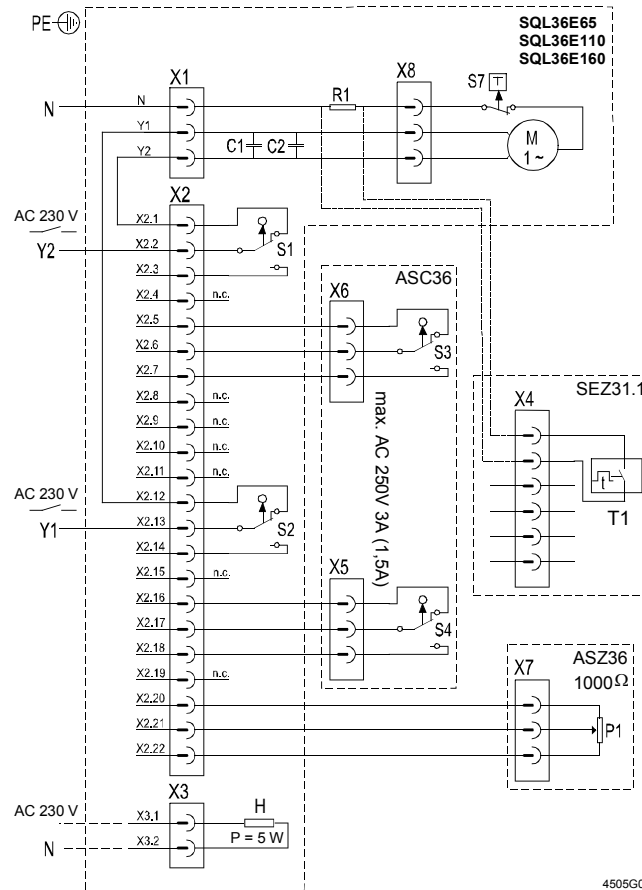 PE
SQL36E65
SQL36E110
SQL36E160
X1
R1
X8
S7
T
N
N
Y1
C1
C2
M
1 ~
Y2
X2
AC 230 V
Y2
X2.1
X2.2
S1
X2.3
X2.4
n.c.
X2.5
X2.6
X2.7
X2.8
n.c.
X2.9
n.c.
X2.10
n.c.
X2.11
n.c.
AC 230 V
Y1
X2.12
X2.13
S2
X2.14
X2.15
n.c.
X2.16
X2.17
X2.18
X2.19
n.c.
X2.20
X2.21
X2.22
ASC36
X6
S3
max. AC 250V 3A (1,5A)
X5
S4
SEZ31.1
X4
t
T1
ASZ36
1000Ω
X7
P1
X3
AC 230 V
X3.1
H
N
X3.2
P = 5 W
4505G0